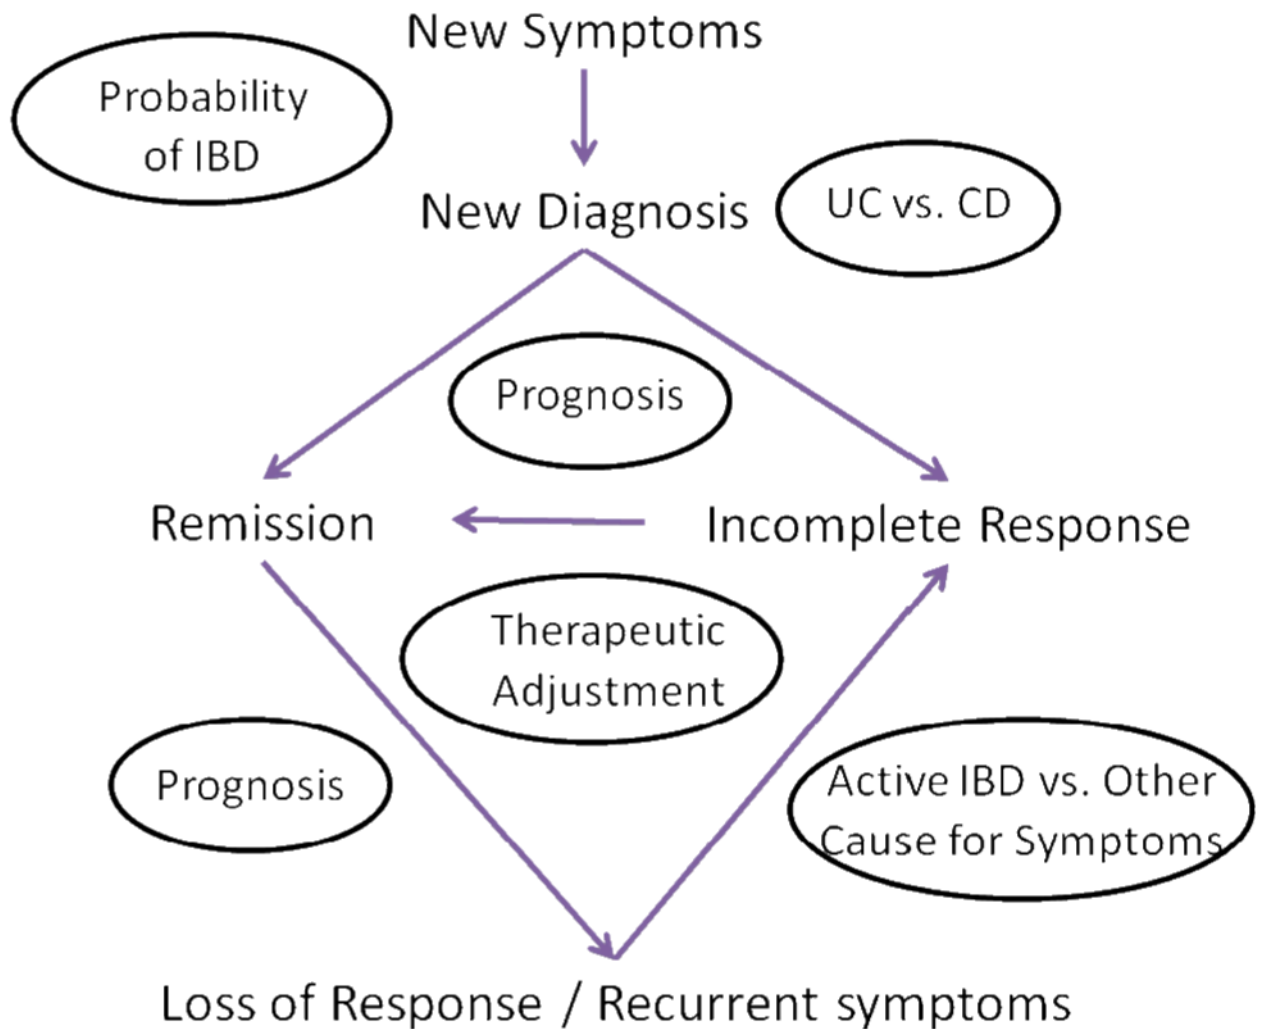 New Symptoms
Probability
of IBD
New Diagnosis
UC vs. CD
Prognosis
Remission
Incomplete Response
Therapeutic
Adjustment
Prognosis
Active IBD vs. Other
Cause for Symptoms
Loss of Response / Recurrent symptoms